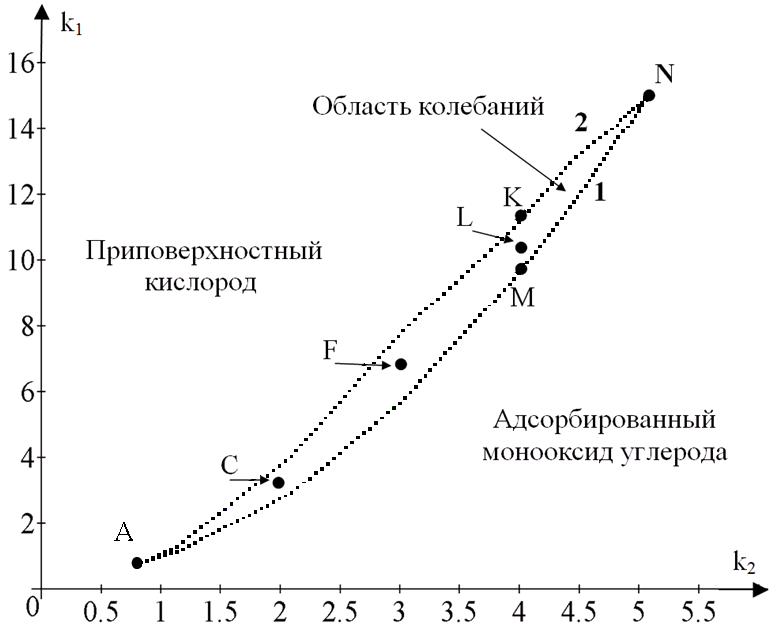 k₁
16
N
14
Область колебаний
2
12
1
K
L
Приповерхностный
кислород
10
M
8
F
6
Адсорбированный
монооксид углерода
4
C
2
A
k₂
0
0.5
1
1.5
2
2.5
3
3.5
4
4.5
5
5.5